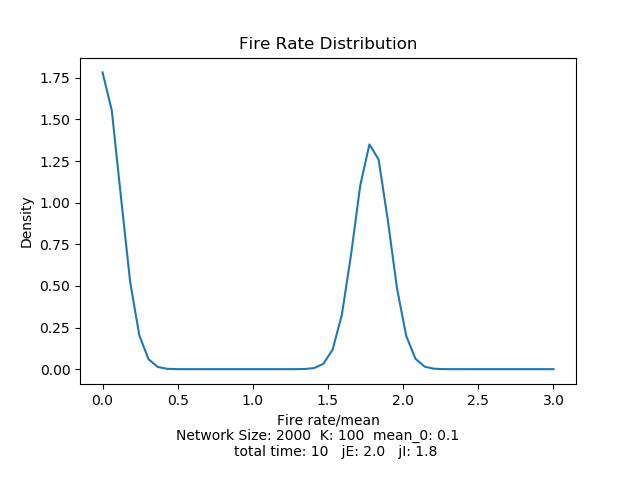 Fire Rate Distribution
1.75
1.50
1.25
1.00
0.75
0.50
0.25
0.00
Density
0.0 0.5 1.0 1.5 2.0 2.5 3.0
Fire rate/mean
Network Size: 2000  K: 100  mean_0: 0.1
total time: 10   jE: 2.0   jI: 1.8